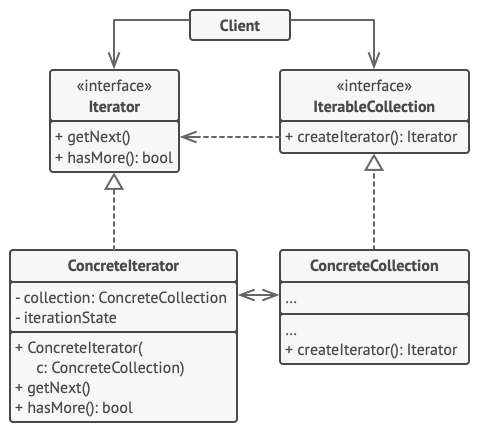 Client
«interface»
Iterator
+ getNext()
+ hasMore(): bool
«interface»
IterableCollection
+ createIterator(): Iterator
ConcreteIterator
- collection: ConcreteCollection
- iterationState
+ ConcreteIterator(
c: ConcreteCollection)
+ getNext()
+ hasMore(): bool
ConcreteCollection
...
...
+ createIterator(): Iterator